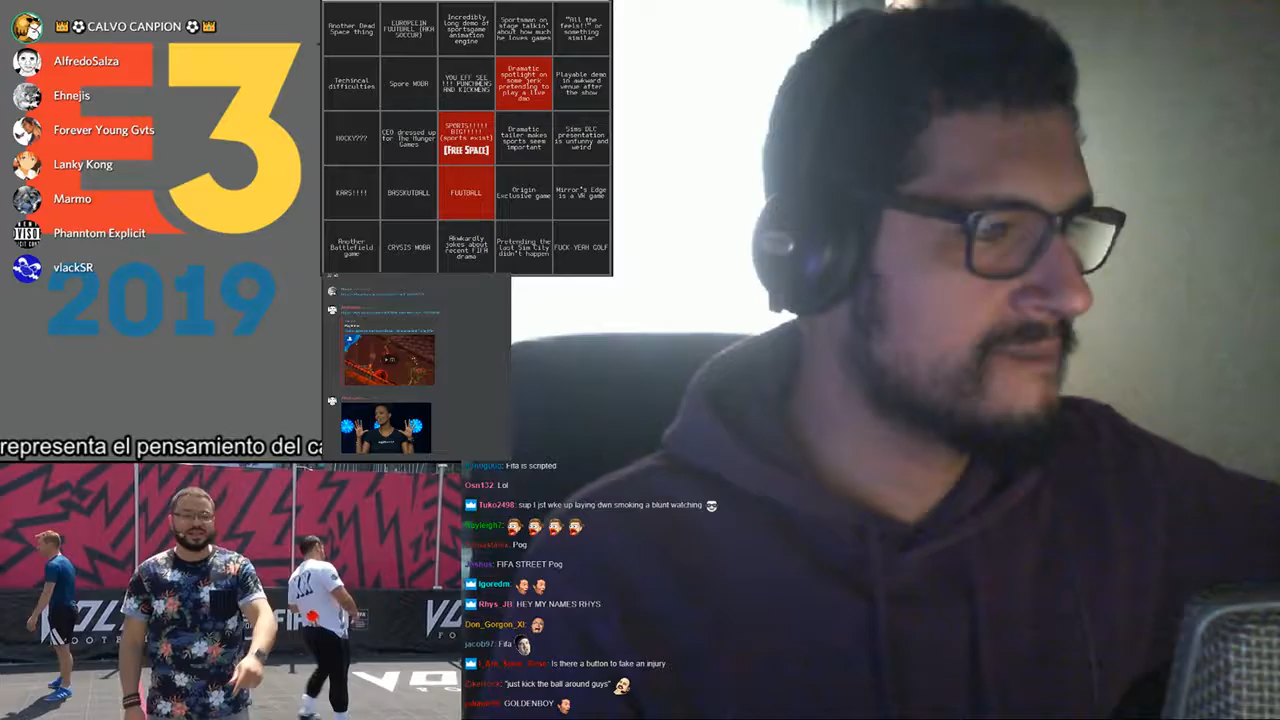 👑 ⚽ CALVO CANPION ⚽ 👑
AlfredoSalza
Ehnejis
Forever Young Gvts
Lanky Kong
Marmo
Phanntom Explicit
vlackSR
E3
2019
representa el pensamiento del ca
Another Dead
Space thing
EUROPEIN
FUUTBALL (AKA
SOCCUR)
Incredibly
long demo of
sportsgame
animation
engine
Sportsman on
stage talkin'
about how much
he loves games
"All the
feels!!" or
something
similar
Techincal
difficulties
Spore MOBA
YOU EFF SEE
!!! PUNCHMENS
AND KICKMENS
Dramatic
spotlight on
some jerk
pretending to
play a live
dmo
Playable demo
in awkward
venue after
the show
HOCKY???
CEO dressed up
for The Hunger
Games
SPORTS!!!!!
BIG!!!!!
(sports exist)
[FREE SPACE]
Dramatic
tailer makes
sports seem
important
Sims DLC
presentation
is unfunny and
weird
KARS!!!!
BASSKUTBALL
FUUTBALL
Origin
Exclusive game
Mirror's Edge
is a VR game
Another
Battlefield
game
CRYSIS MOBA
Akwkardly
jokes about
recent FIFA
drama
Pretending the
last Sim City
didn't happen
FUCK YEAH GOLF
Fifa is scripted
Osn132: Lol
Tuko2498: sup I jst wke up laying dwn smoking a blunt watching
Pog
FIFA STREET Pog
Igoredm:
Rhys_JB: HEY MY NAMES RHYS
Don_Gorgon_XI:
jacob97: Fifa
Is there a button to fake an injury
"just kick the ball around guys"
GOLDENBOY